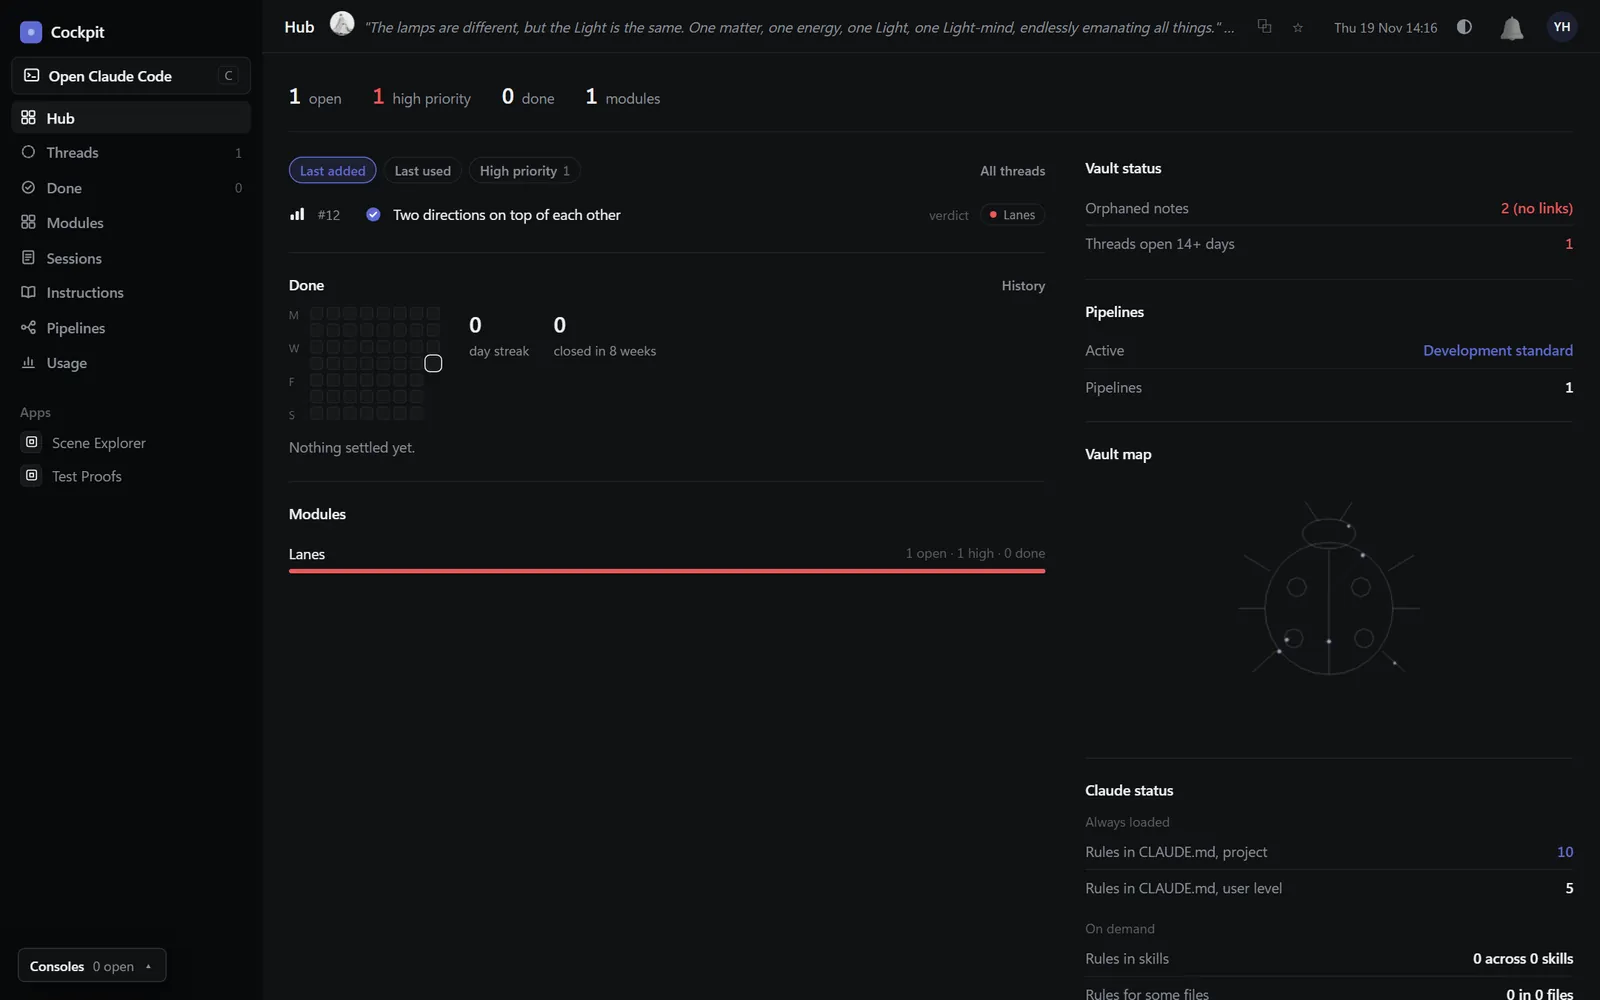 Cockpit
Open Claude Code C
Hub
Threads 1
Done 0
Modules
Sessions
Instructions
Pipelines
Usage
Apps
Scene Explorer
Test Proofs
Consoles 0 open
Hub "The lamps are different, but the Light is the same. One matter, one energy, one Light, one Light-mind, endlessly emanating all things." ... Thu 19 Nov 14:16 YH
1 open 1 high priority 0 done 1 modules
Last added Last used High priority 1 All threads
#12 Two directions on top of each other verdict Lanes
Done History
M
W
F
S
0 day streak
0 closed in 8 weeks
Nothing settled yet.
Modules
Lanes 1 open · 1 high · 0 done
Vault status
Orphaned notes 2 (no links)
Threads open 14+ days 1
Pipelines
Active Development standard
Pipelines 1
Vault map
Claude status
Always loaded
Rules in CLAUDE.md, project 10
Rules in CLAUDE.md, user level 5
On demand
Rules in skills 0 across 0 skills
Rules for some files 0 in 0 files